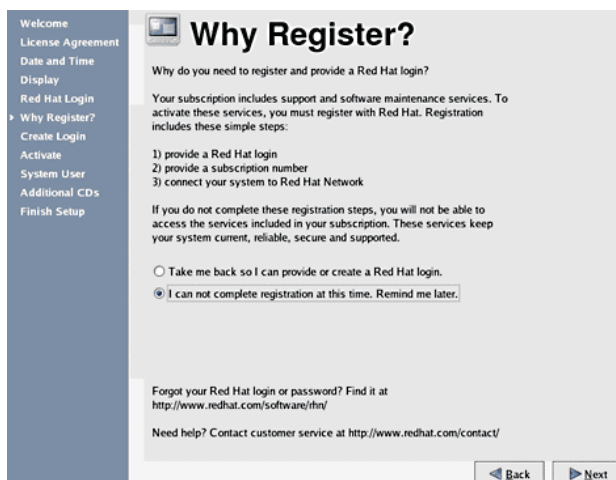 Welcome
License Agreement
Date and Time
Display
Red Hat Login
Why Register?
Create Login
Activate
System User
Additional CDs
Finish Setup
Why Register?
Why do you need to register and provide a Red Hat login?
Your subscription includes support and software maintenance services. To
activate these services, you must register with Red Hat. Registration
includes these simple steps:
1) provide a Red Hat login
2) provide a subscription number
3) connect your system to Red Hat Network
If you do not complete these registration steps, you will not be able to
access the services included in your subscription. These services keep
your system current, reliable, secure and supported.
Take me back so I can provide or create a Red Hat login.
I can not complete registration at this time. Remind me later.
Forgot your Red Hat login or password? Find it at
http://www.redhat.com/software/rhn/
Need help? Contact customer service at http://www.redhat.com/contact/
Back
Next